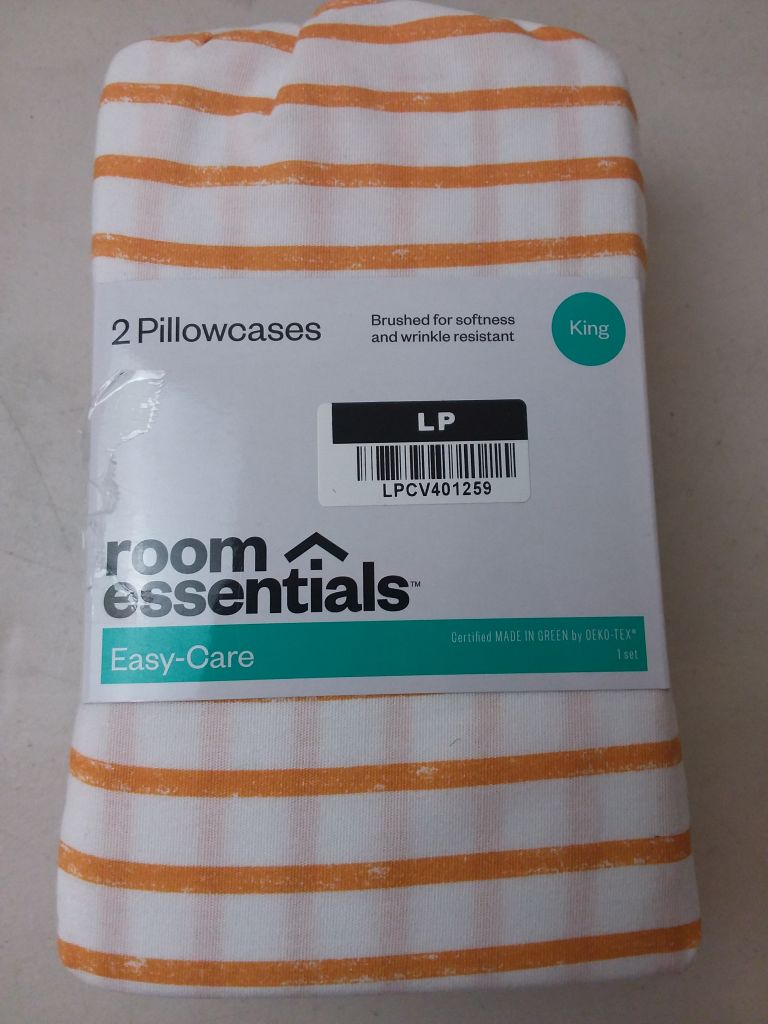 2 Pillowcases
Brushed for softness
and wrinkle resistant
King
LP
LPCV401259
room
essentials™
Easy-Care
Certified MADE IN GREEN by OEKO-TEX®
1 set